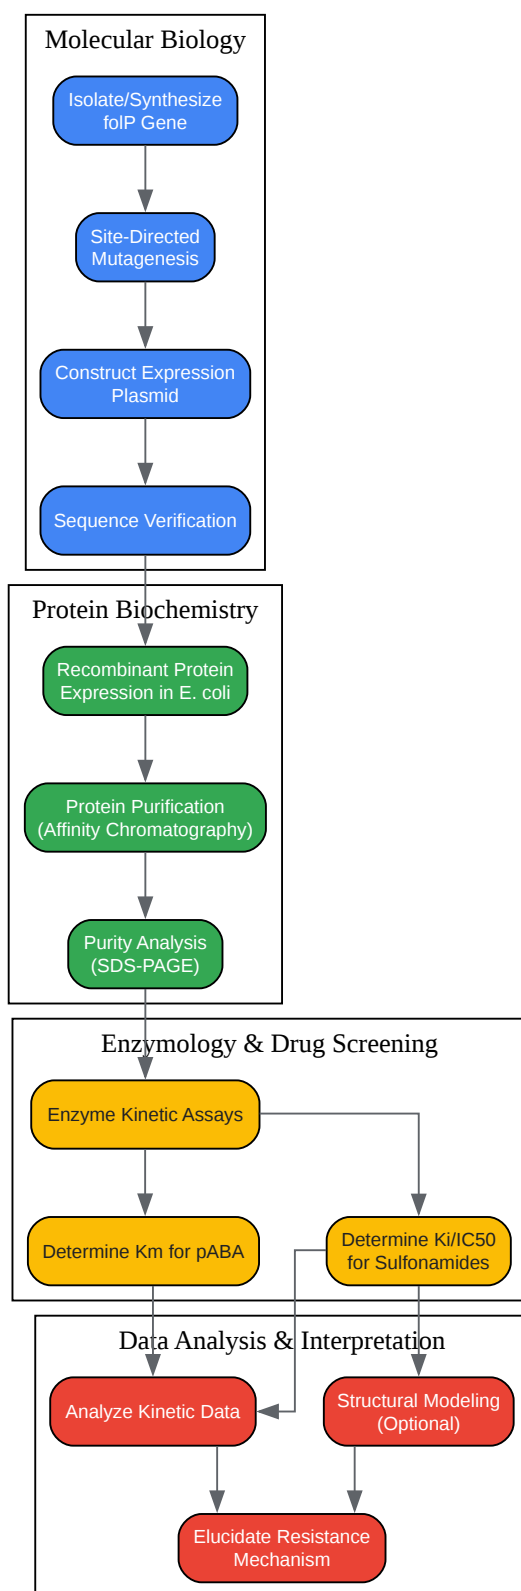 Molecular Biology
Isolate/Synthesize
folP Gene
Site-Directed
Mutagenesis
Construct Expression
Plasmid
Sequence Verification
Protein Biochemistry
Recombinant Protein
Expression in E. coli
Protein Purification
(Affinity Chromatography)
Purity Analysis
(SDS-PAGE)
Enzymology & Drug Screening
Enzyme Kinetic Assays
Determine Km for pABA
Determine Ki/IC50
for Sulfonamides
Data Analysis & Interpretation
Analyze Kinetic Data
Structural Modeling
(Optional)
Elucidate Resistance
Mechanism